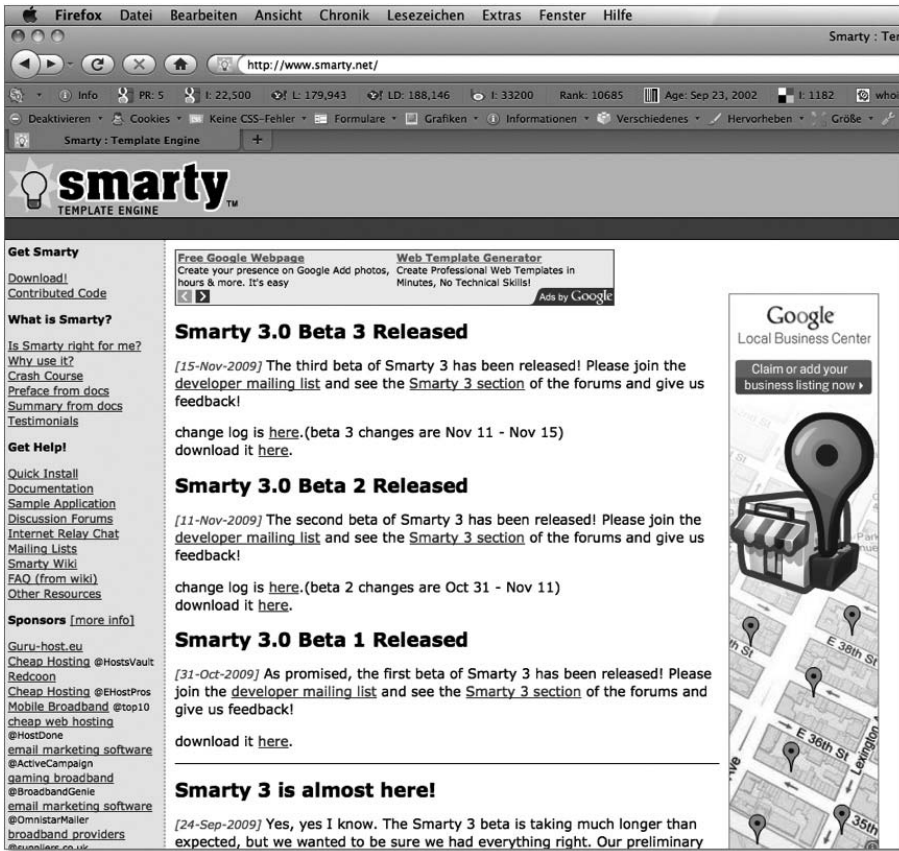 Firefox Datei Bearbeiten Ansicht Chronik Lesezeichen Extras Fenster Hilfe
Smarty : Ter
http://www.smarty.net/
Info PR: 5 I: 22,500 L: 179,943 LD: 188,146 I: 33200 Rank: 10685 Age: Sep 23, 2002 I: 1182 whoi
Deaktivieren Cookies Keine CSS-Fehler Formulare Grafiken Informationen Verschiedenes Hervorheben Größe
Smarty : Template Engine +
smarty TM
TEMPLATE ENGINE
Get Smarty
Download!
Contributed Code
What is Smarty?
Is Smarty right for me?
Why use it?
Crash Course
Preface from docs
Summary from docs
Testimonials
Get Help!
Quick Install
Documentation
Sample Application
Discussion Forums
Internet Relay Chat
Mailing Lists
Smarty Wiki
FAQ (from wiki)
Other Resources
Sponsors [more info]
Guru-host.eu
Cheap Hosting @HostsVault
Redcoon
Cheap Hosting @EHostPros
Mobile Broadband @top10
cheap web hosting
@HostDone
email marketing software
@ActiveCampaign
gaming broadband
@BroadbandGenie
email marketing software
@OmnistarMailer
broadband providers
@suppliers.co.uk
Free Google Webpage
Create your presence on Google Add photos,
hours & more. It's easy
Web Template Generator
Create Professional Web Templates in
Minutes, No Technical Skills!
Ads by Google
Smarty 3.0 Beta 3 Released
[15-Nov-2009] The third beta of Smarty 3 has been released! Please join the
developer mailing list and see the Smarty 3 section of the forums and give us
feedback!
change log is here.(beta 3 changes are Nov 11 - Nov 15)
download it here.
Smarty 3.0 Beta 2 Released
[11-Nov-2009] The second beta of Smarty 3 has been released! Please join the
developer mailing list and see the Smarty 3 section of the forums and give us
feedback!
change log is here.(beta 2 changes are Oct 31 - Nov 11)
download it here.
Smarty 3.0 Beta 1 Released
[31-Oct-2009] As promised, the first beta of Smarty 3 has been released! Please
join the developer mailing list and see the Smarty 3 section of the forums and
give us feedback!
download it here.
Smarty 3 is almost here!
[24-Sep-2009] Yes, yes I know. The Smarty 3 beta is taking much longer than
expected, but we wanted to be sure we had everything right. Our preliminary
Google
Local Business Center
Claim or add your
business listing now
E 38th St
E 36th St
Lexington
35th